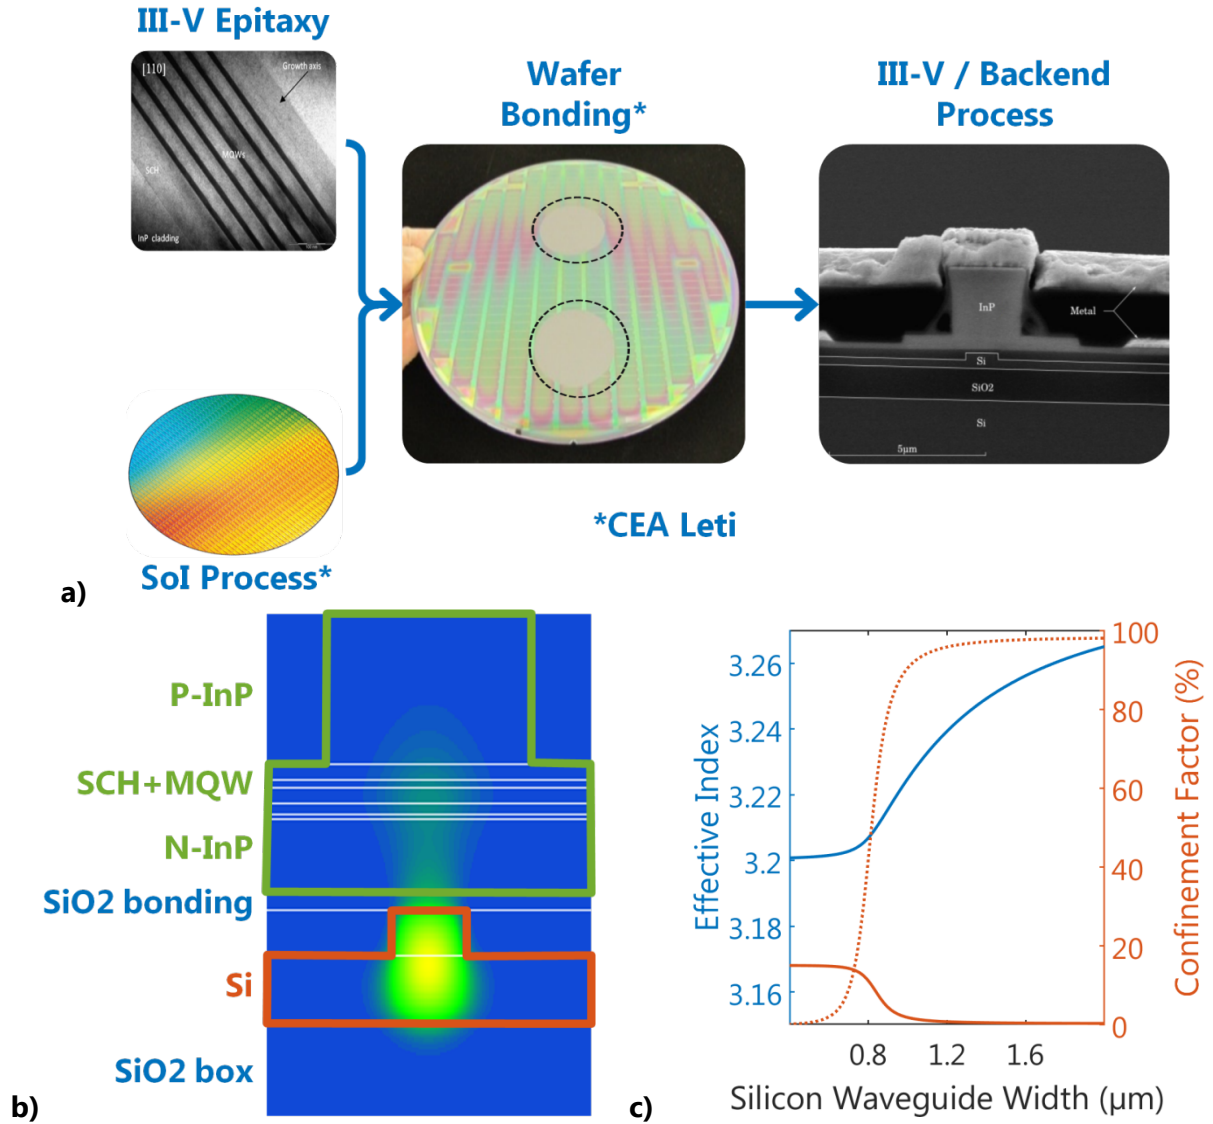 III-V Epitaxy
[110]
Growth axis
MQWs
SCH
InP cladding
Wafer
Bonding*
III-V / Backend
Process
InP
Metal
Si
SiO2
Si
5μm
*CEA Leti
SoI Process*
a)
P-InP
SCH+MQW
N-InP
SiO2 bonding
Si
SiO2 box
b)
Effective Index
3.26
3.24
3.22
3.2
3.18
3.16
100
80
60
40
20
0
Confinement Factor (%)
0.8 1.2 1.6
Silicon Waveguide Width (μm)
c)